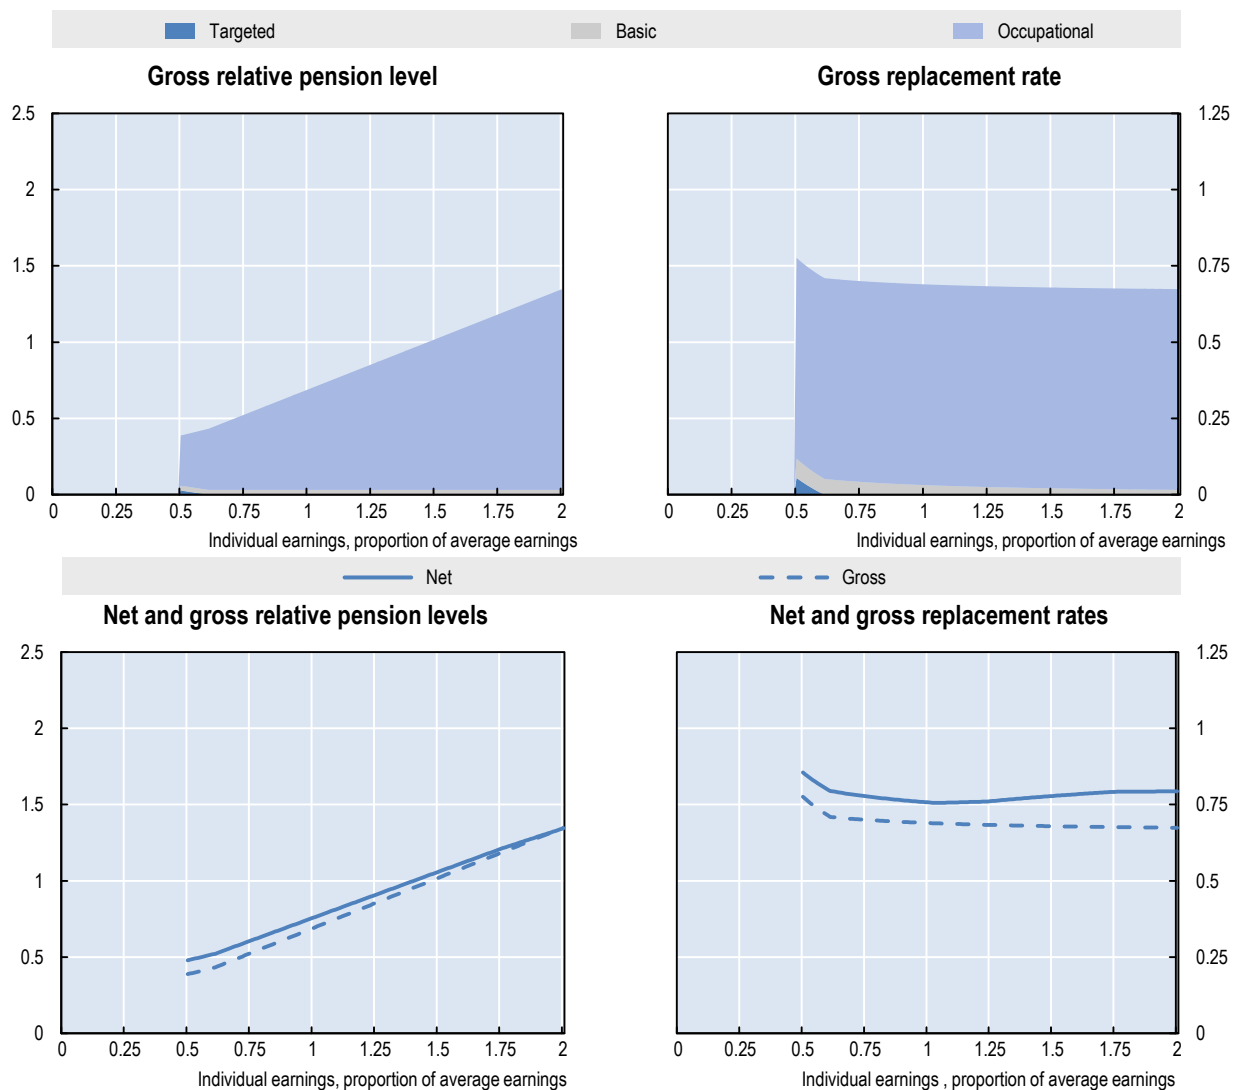 Targeted Basic Occupational
Gross relative pension level
2.5
2
1.5
1
0.5
0
0 0.25 0.5 0.75 1 1.25 1.5 1.75 2
Individual earnings, proportion of average earnings
Gross replacement rate
1.25
1
0.75
0.5
0.25
0
0 0.25 0.5 0.75 1 1.25 1.5 1.75 2
Individual earnings, proportion of average earnings
Net Gross
Net and gross relative pension levels
2.5
2
1.5
1
0.5
0
0 0.25 0.5 0.75 1 1.25 1.5 1.75 2
Individual earnings, proportion of average earnings
Net and gross replacement rates
1.25
1
0.75
0.5
0.25
0
0 0.25 0.5 0.75 1 1.25 1.5 1.75 2
Individual earnings , proportion of average earnings